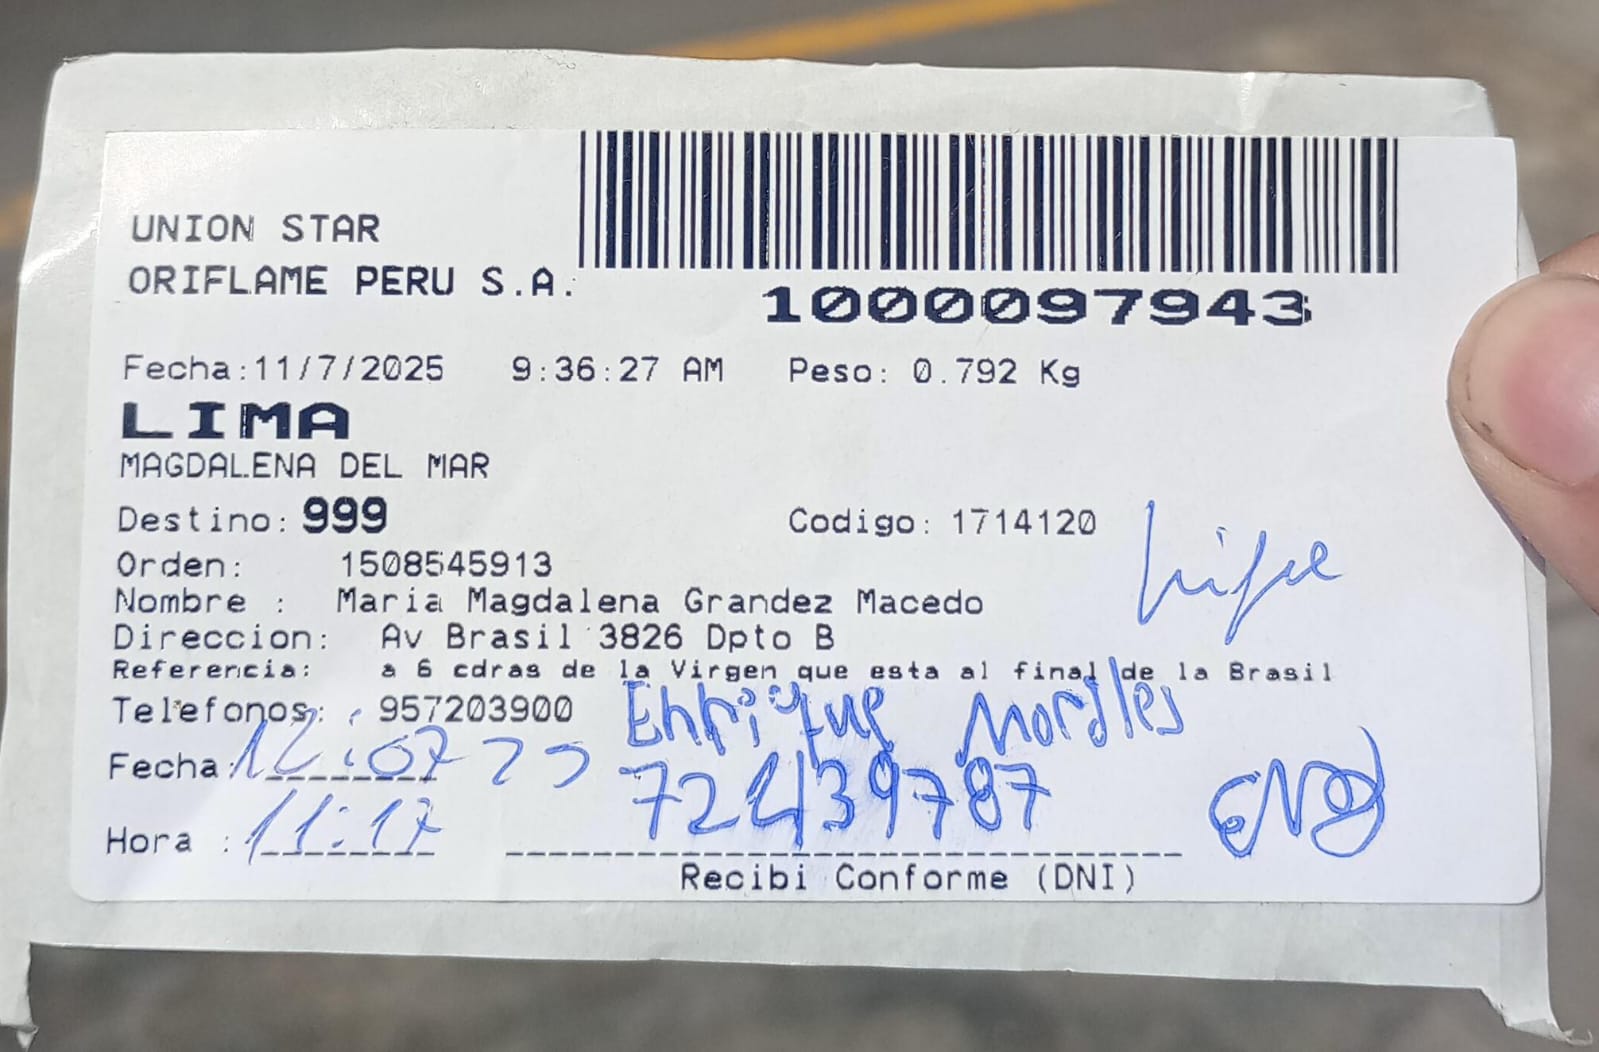 UNION STAR
ORIFLAME PERU S.A.
1000097943
Fecha:11/7/2025 9:36:27 AM Peso: 0.792 Kg
LIMA
MAGDALENA DEL MAR
Destino: 999 Codigo: 1714120
Orden: 1508545913
Nombre : Maria Magdalena Grandez Macedo
Direccion: Av Brasil 3826 Dpto B
Referencia: a 6 cdras de la Virgen que esta al final de la Brasil
Telefonos: 957203900 Enrique Morales
Fecha: 12.07 72439787
Hora : 11:17
Recibi Conforme (DNI)